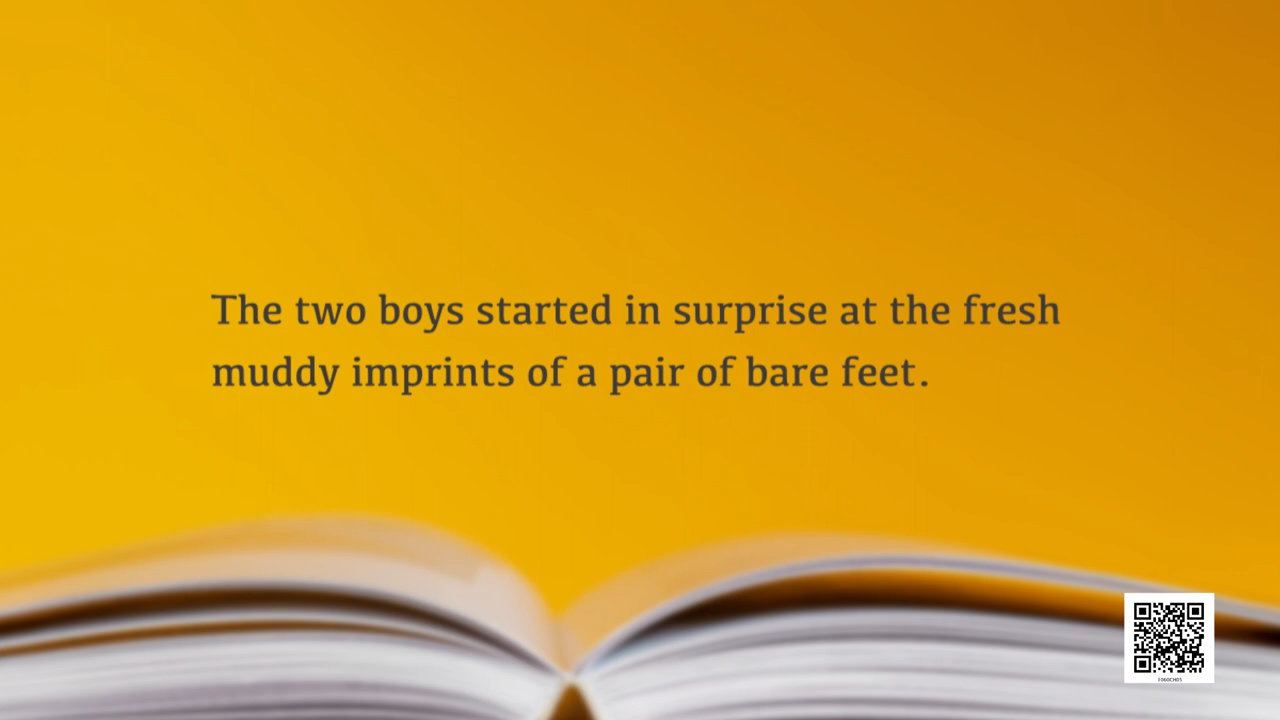 The two boys started in surprise at the fresh
muddy imprints of a pair of bare feet.